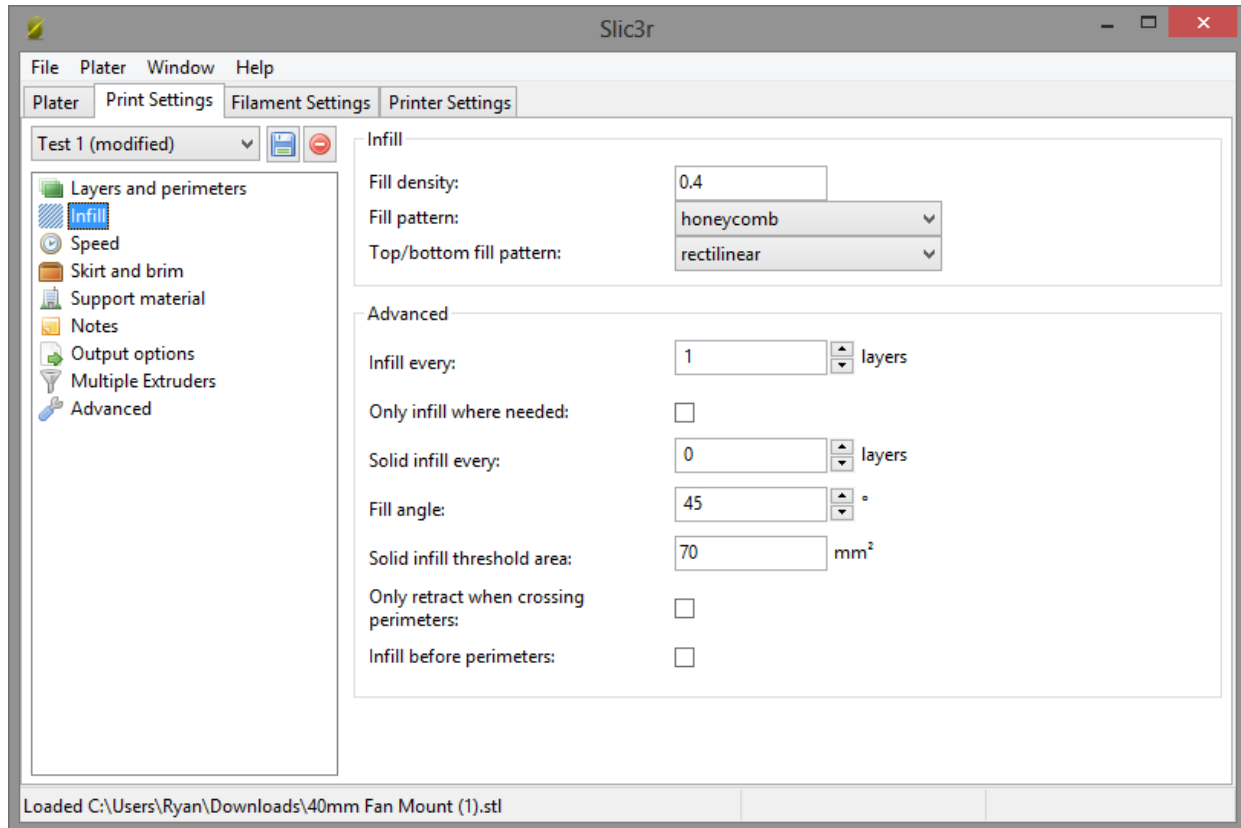 Slic3r
File Plater Window Help
Plater Print Settings Filament Settings Printer Settings
Test 1 (modified)
Layers and perimeters
Infill
Speed
Skirt and brim
Support material
Notes
Output options
Multiple Extruders
Advanced
Infill
Fill density: 0.4
Fill pattern: honeycomb
Top/bottom fill pattern: rectilinear
Advanced
Infill every: 1 layers
Only infill where needed:
Solid infill every: 0 layers
Fill angle: 45 °
Solid infill threshold area: 70 mm²
Only retract when crossing
perimeters:
Infill before perimeters:
Loaded C:\Users\Ryan\Downloads\40mm Fan Mount (1).stl